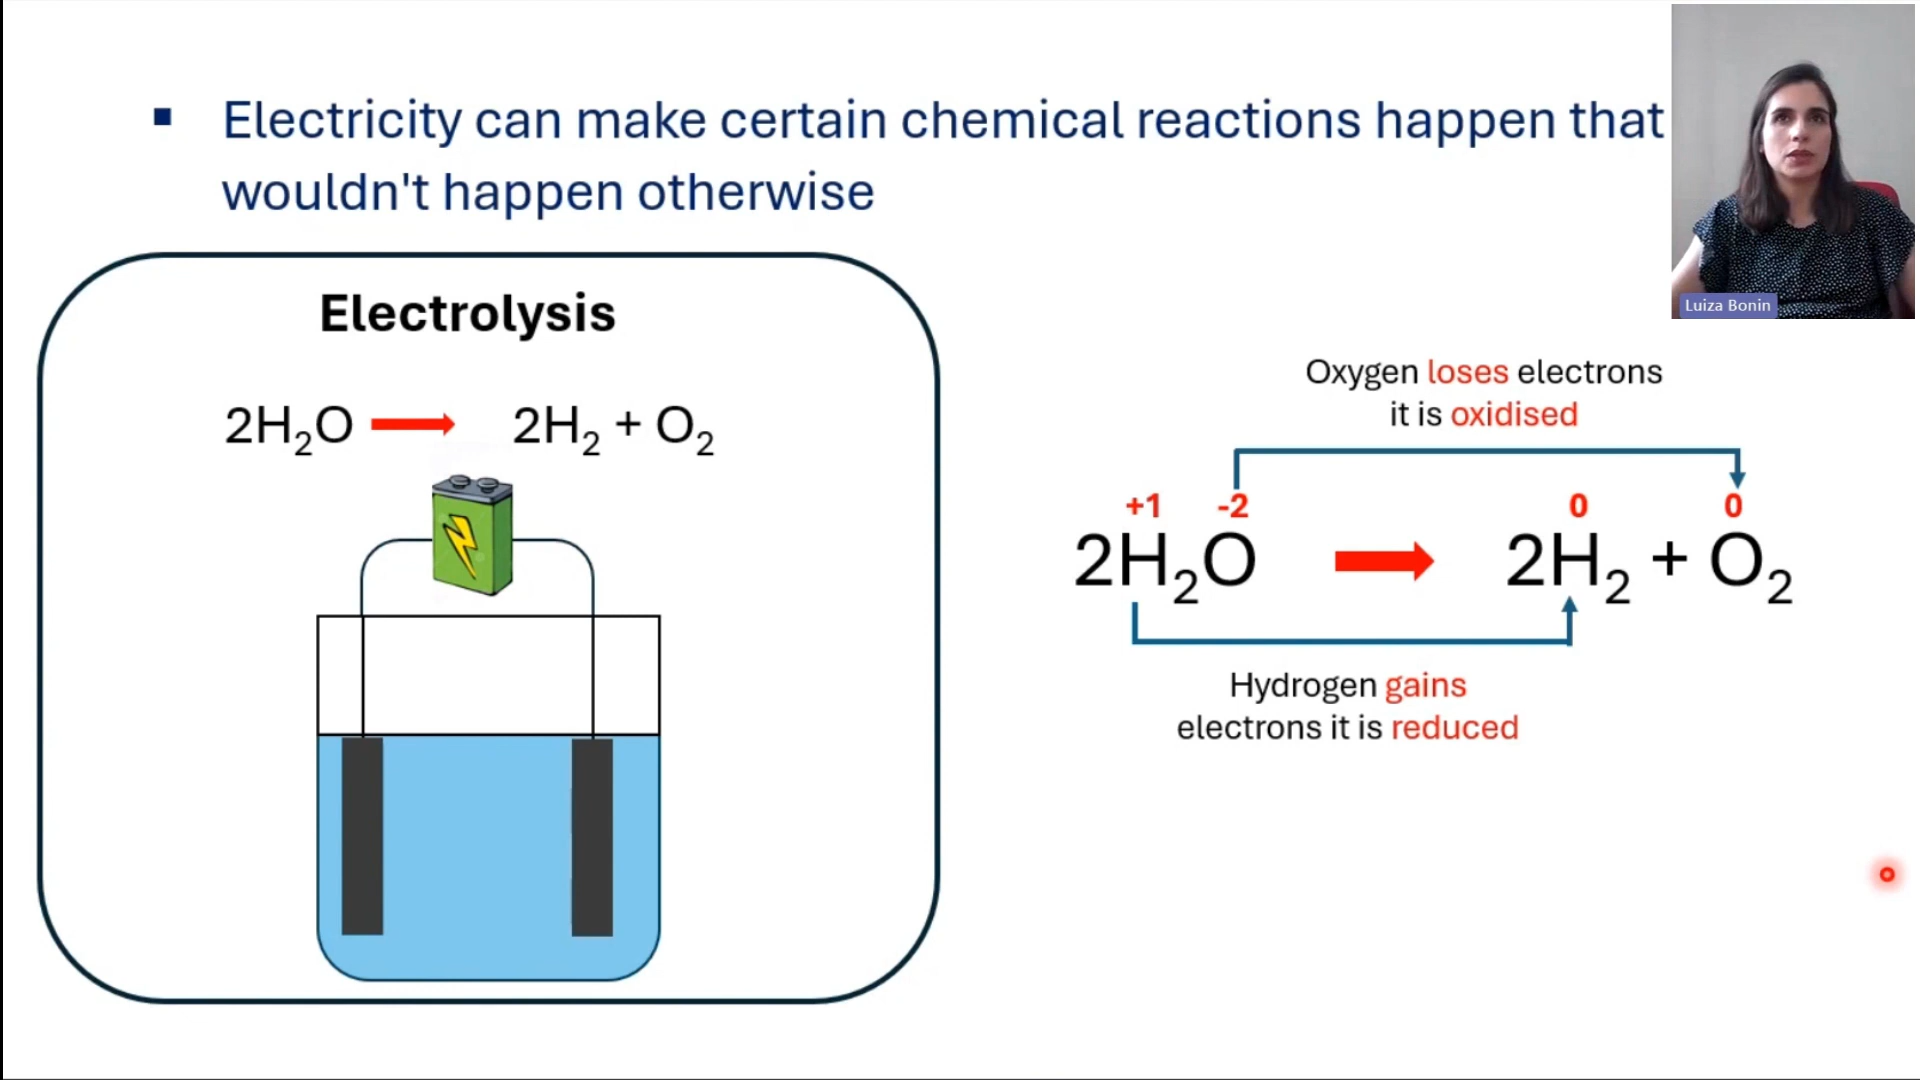 ▪ Electricity can make certain chemical reactions happen that
wouldn't happen otherwise
Luiza Bonin
Electrolysis
2H₂O → 2H₂ + O₂
Oxygen loses electrons
it is oxidised
+1 -2 0 0
2H₂O → 2H₂ + O₂
Hydrogen gains
electrons it is reduced